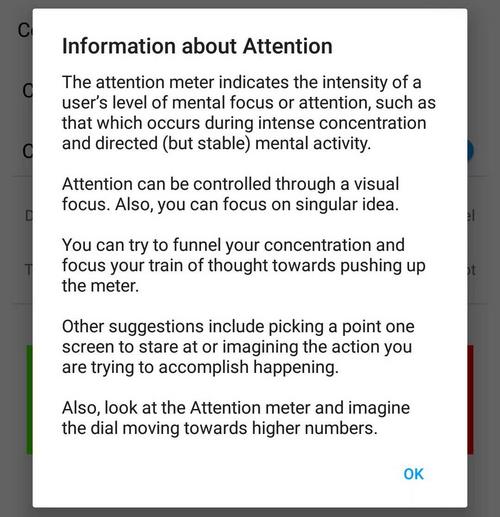 Information about Attention
The attention meter indicates the intensity of a
user's level of mental focus or attention, such as
that which occurs during intense concentration
and directed (but stable) mental activity.
Attention can be controlled through a visual
focus. Also, you can focus on singular idea.
You can try to funnel your concentration and
focus your train of thought towards pushing up
the meter.
Other suggestions include picking a point one
screen to stare at or imagining the action you
are trying to accomplish happening.
Also, look at the Attention meter and imagine
the dial moving towards higher numbers.
OK